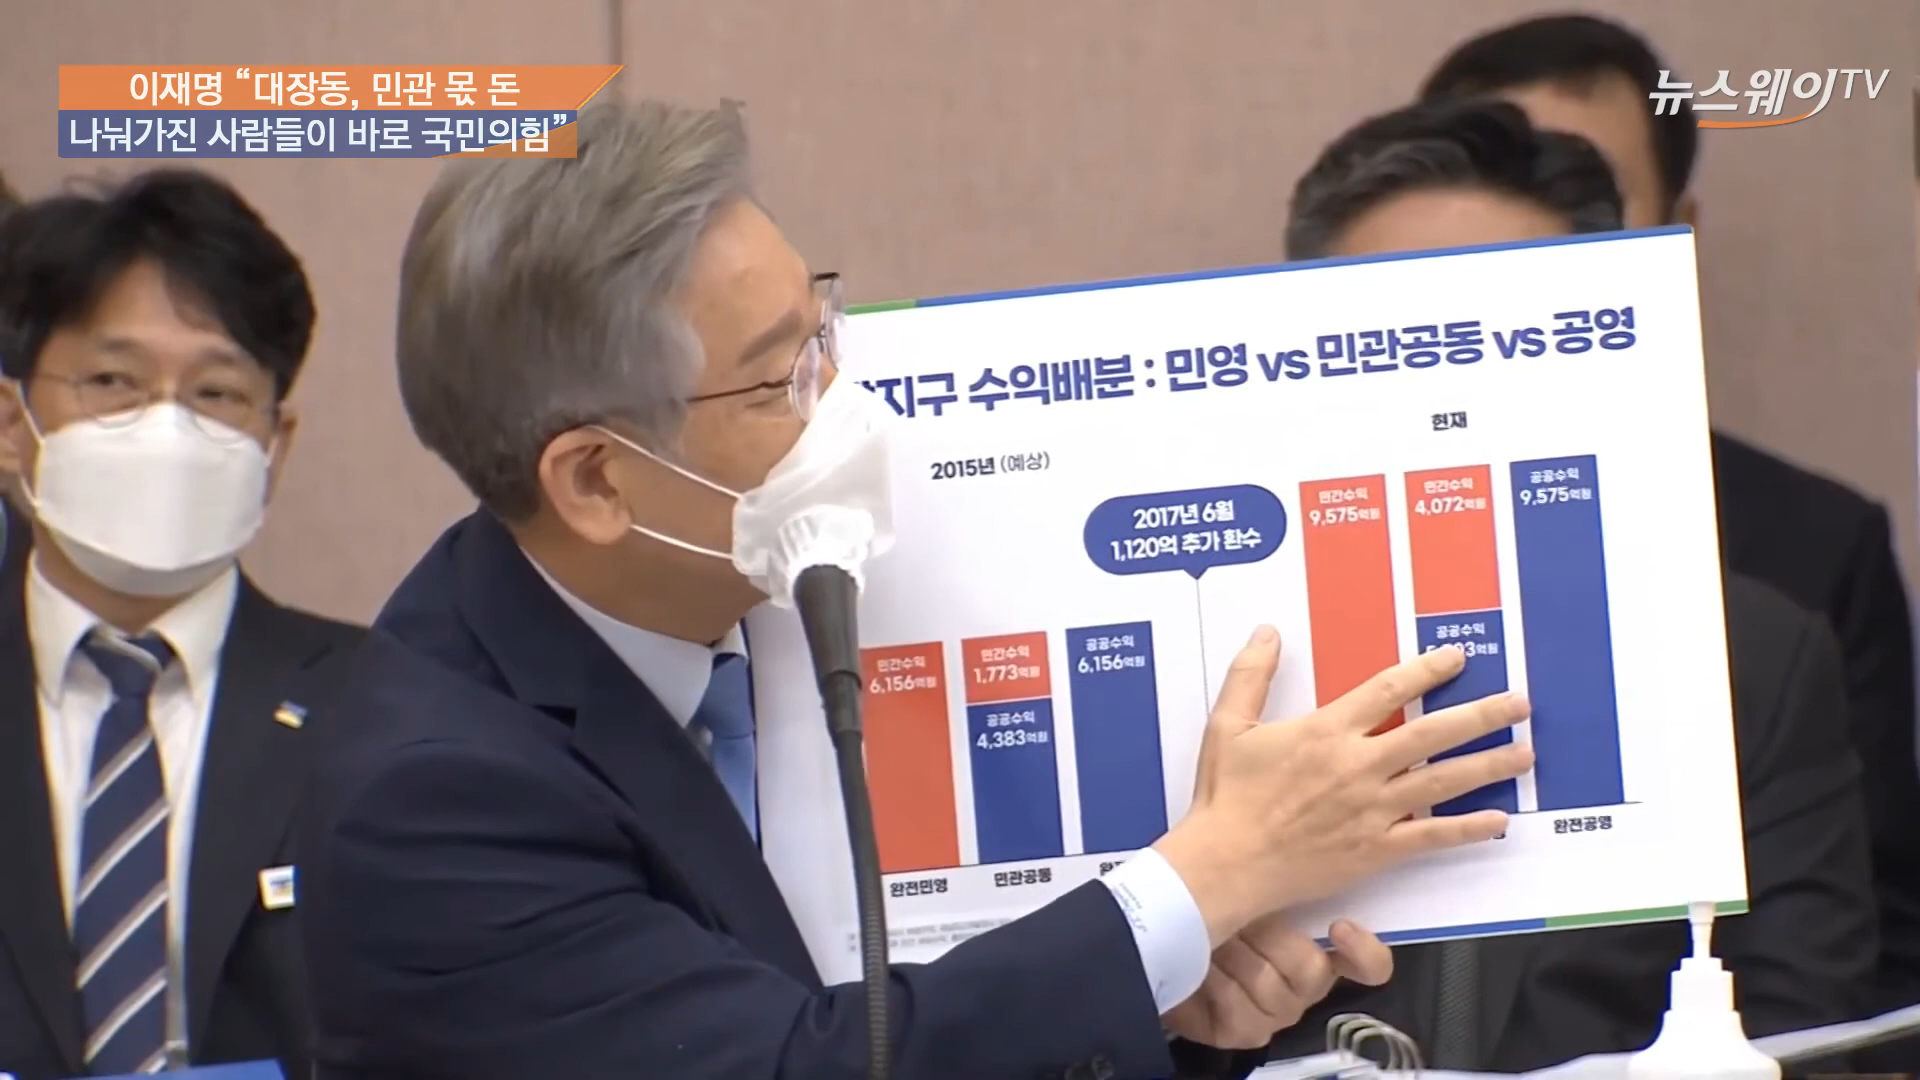 이재명 “대장동, 민관 몫 돈
나눠가진 사람들이 바로 국민의힘”
뉴스웨이TV
수익배분 : 민영 vs 민관공동 vs 공영
2015년 (예상)
현재
2017년 6월
1,120억 추가 환수
민간수익
9,575억원
민간수익
4,072억원
공공수익
9,575억원
공공수익
민간수익
6,156억원
민간수익
1,773억원
공공수익
6,156억원
공공수익
4,383억원
완전민영
민관공동
완전공영